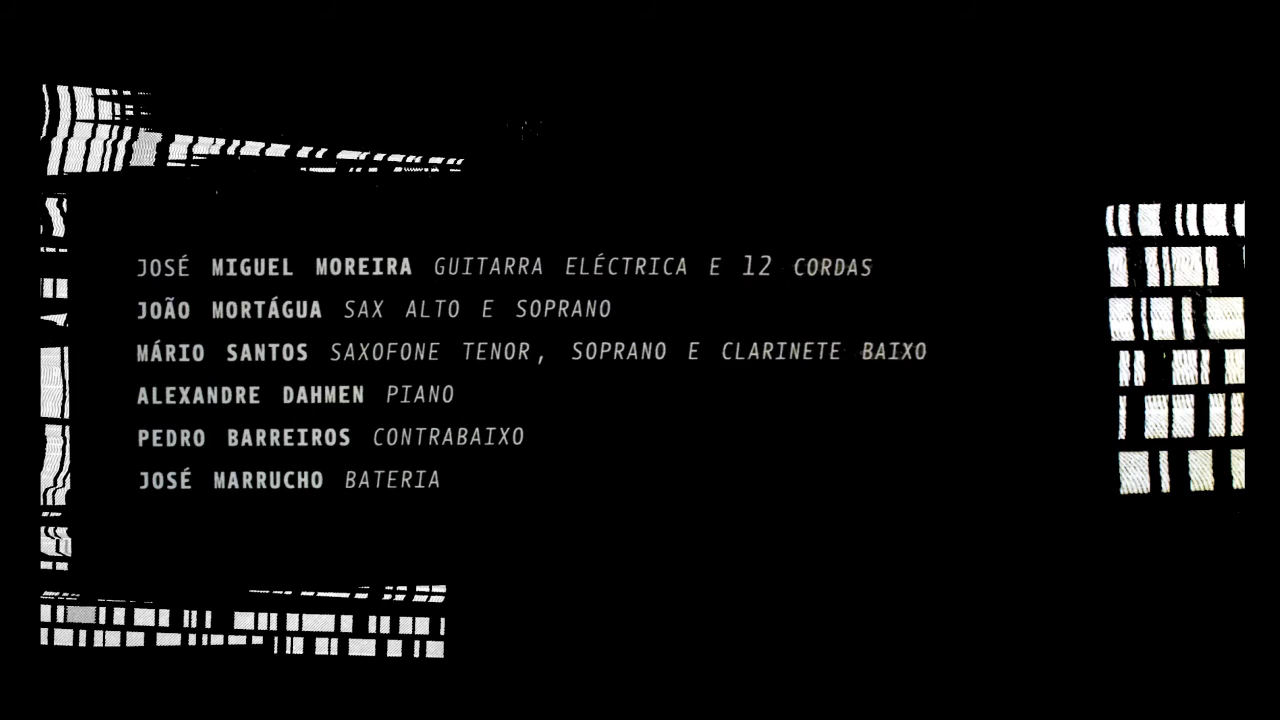 JOSÉ MIGUEL MOREIRA GUITARRA ELÉCTRICA E 12 CORDAS
JOÃO MORTÁGUA SAX ALTO E SOPRANO
MÁRIO SANTOS SAXOFONE TENOR, SOPRANO E CLARINETE BAIXO
ALEXANDRE DAHMEN PIANO
PEDRO BARREIROS CONTRABAIXO
JOSÉ MARRUCHO BATERIA